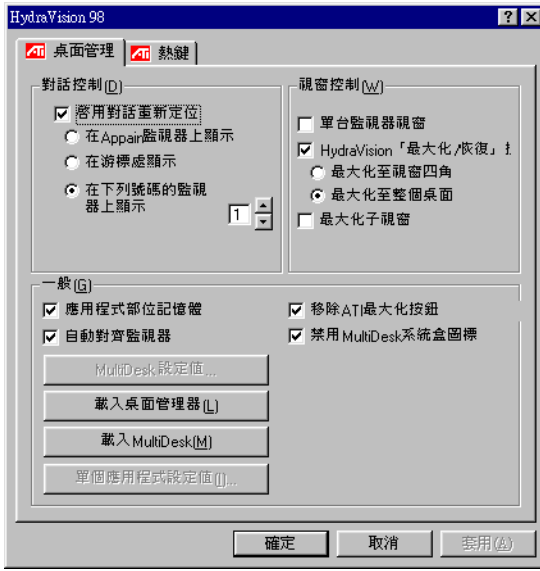 HydraVision 98
ATI 桌面管理 ATI 熱鍵
對話控制(D)
啓用對話重新定位
在Appain監視器上顯示
在游標處顯示
在下列號碼的監視
器上顯示
1
視窗控制(W)
單台監視器視窗
HydraVision「最大化/恢復」
最大化至視窗四角
最大化至整個桌面
最大化子視窗
一般(G)
應用程式部位記憶體
自動對齊監視器
移除ATI最大化按鈕
禁用MultiDesk系統盒圖標
MultiDesk設定值...
載入桌面管理器(L)
載入MultiDesk(M)
單個應用程式設定值(I)...
確定
取消
套用(A)